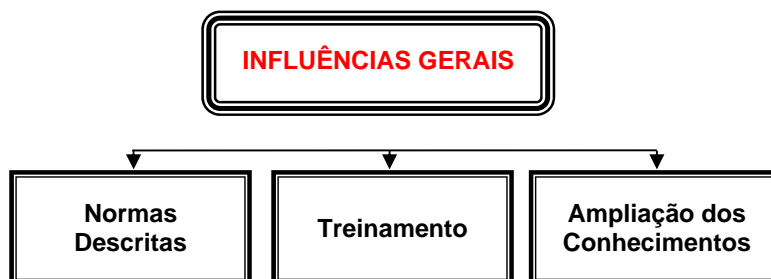 INFLUÊNCIAS GERAIS
Normas
Descritas
Treinamento
Ampliação dos
Conhecimentos